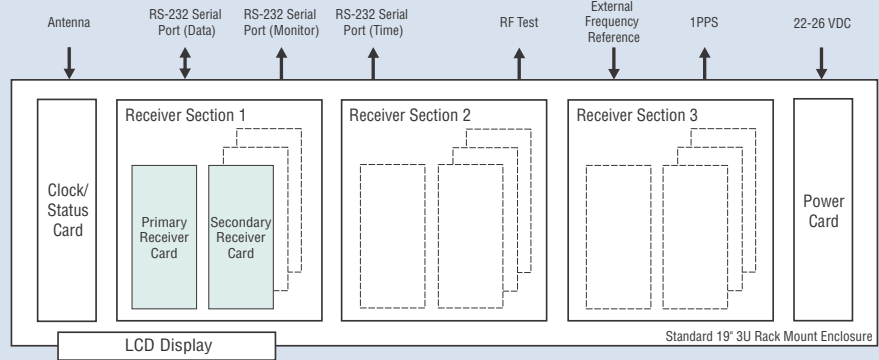 Antenna
RS-232 Serial
Port (Data)
RS-232 Serial
Port (Monitor)
RS-232 Serial
Port (Time)
RF Test
External
Frequency
Reference
1PPS
22-26 VDC
Clock/
Status
Card
Receiver Section 1
Primary
Receiver
Card
Secondary
Receiver
Card
Receiver Section 2
Receiver Section 3
Power
Card
LCD Display
Standard 19" 3U Rack Mount Enclosure